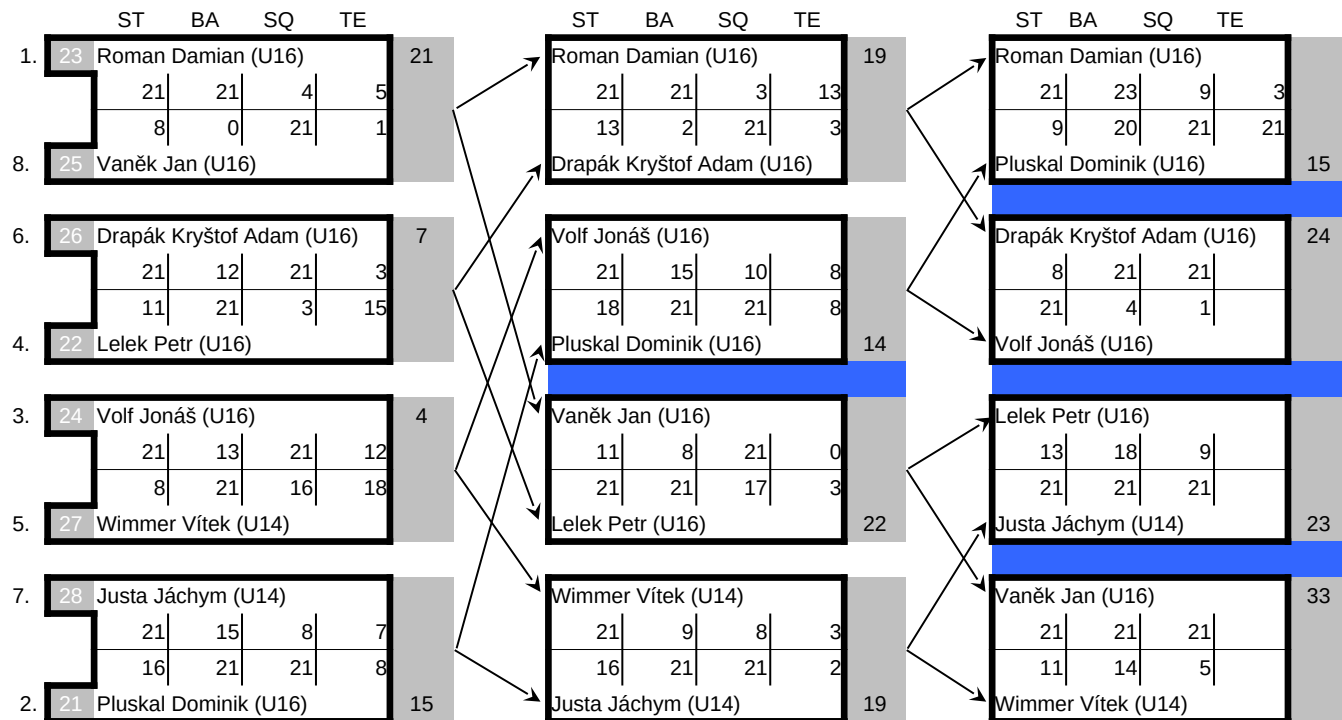 ST BA SQ TE ST BA SQ TE ST BA SQ TE
1. 23 Roman Damian (U16) 21 Roman Damian (U16) 19 Roman Damian (U16)
21 21 4 5 21 21 3 13 21 23 9 3
8 0 21 1 13 2 21 3 9 20 21 21
8. 25 Vaněk Jan (U16) Drapák Kryštof Adam (U16) Pluskal Dominik (U16) 15
6. 26 Drapák Kryštof Adam (U16) 7 Volf Jonáš (U16) Drapák Kryštof Adam (U16) 24
21 12 21 3 21 15 10 8 8 21 21
11 21 3 15 18 21 21 8 21 4 1
4. 22 Lelek Petr (U16) Pluskal Dominik (U16) 14 Volf Jonáš (U16)
3. 24 Volf Jonáš (U16) 4 Vaněk Jan (U16) Lelek Petr (U16)
21 13 21 12 11 8 21 0 13 18 9
8 21 16 18 21 21 17 3 21 21 21
5. 27 Wimmer Vítek (U14) Lelek Petr (U16) 22 Justa Jáchym (U14) 23
7. 28 Justa Jáchym (U14) Wimmer Vítek (U14) Vaněk Jan (U16) 33
21 15 8 7 21 9 8 3 21 21 21
16 21 21 8 16 21 21 2 11 14 5
2. 21 Pluskal Dominik (U16) 15 Justa Jáchym (U14) 19 Wimmer Vítek (U14)